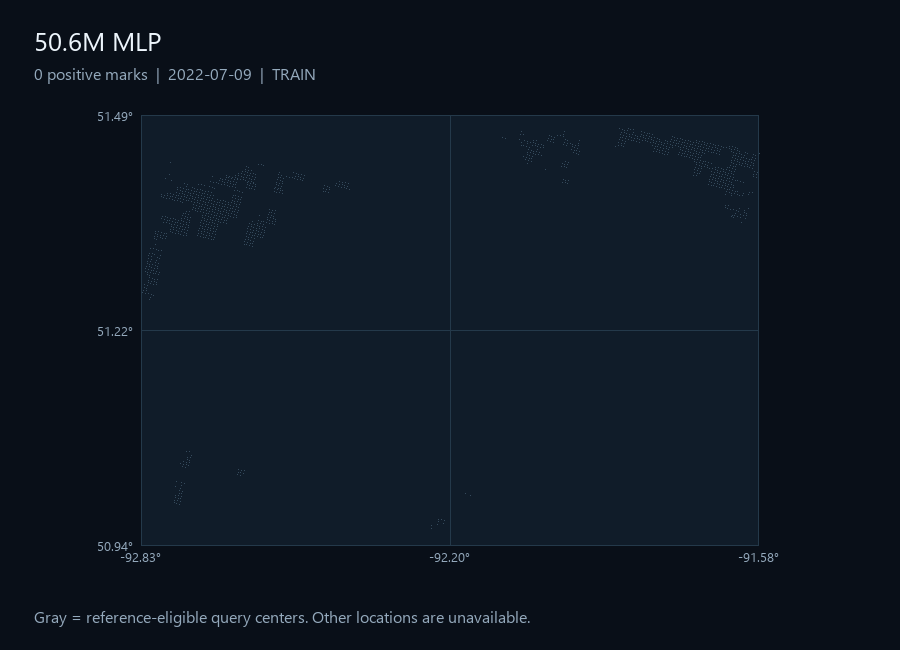 50.6M MLP
0 positive marks | 2022-07-09 | TRAIN
51.49°
51.22°
50.94°
-92.83°
-92.20°
-91.58°
Gray = reference-eligible query centers. Other locations are unavailable.